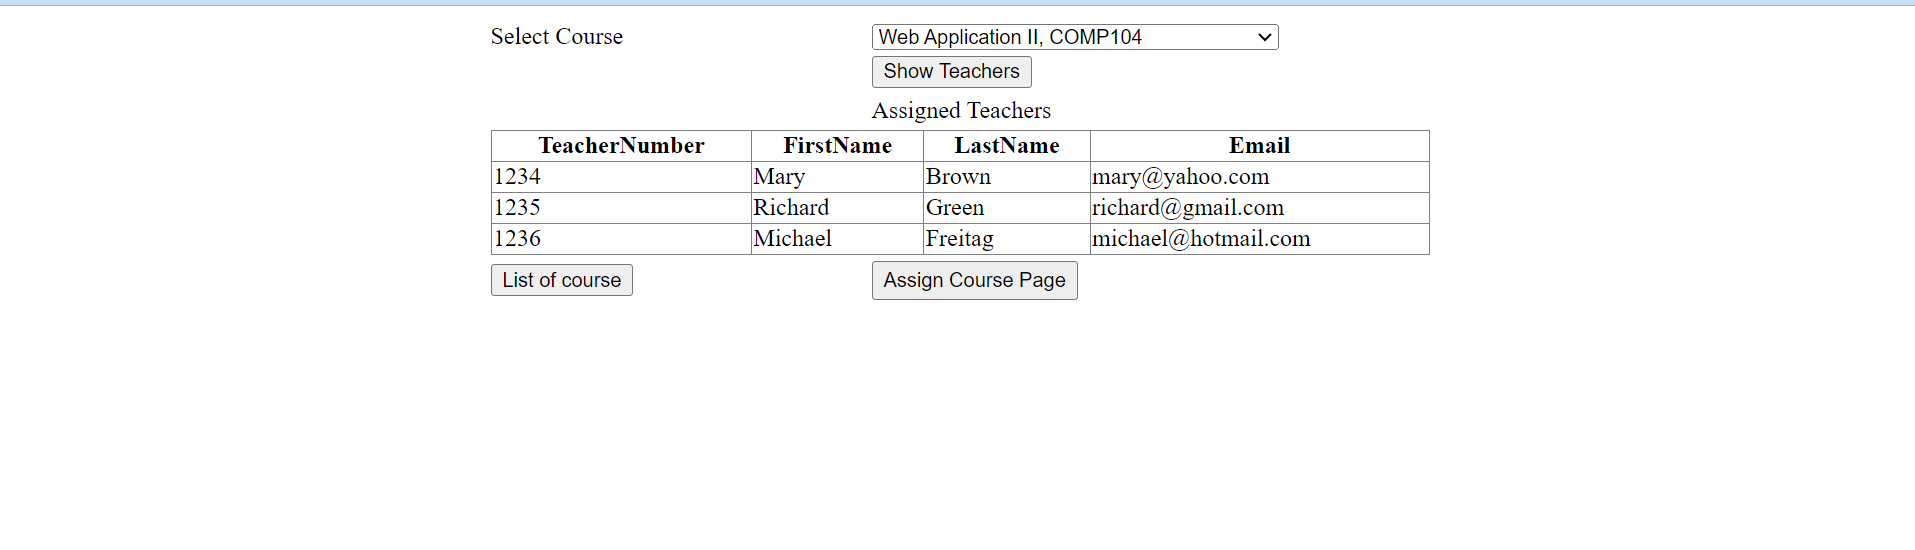 Select Course Web Application II, COMP104
Show Teachers
Assigned Teachers
TeacherNumber FirstName LastName Email
1234 Mary Brown mary@yahoo.com
1235 Richard Green richard@gmail.com
1236 Michael Freitag michael@hotmail.com
List of course Assign Course Page